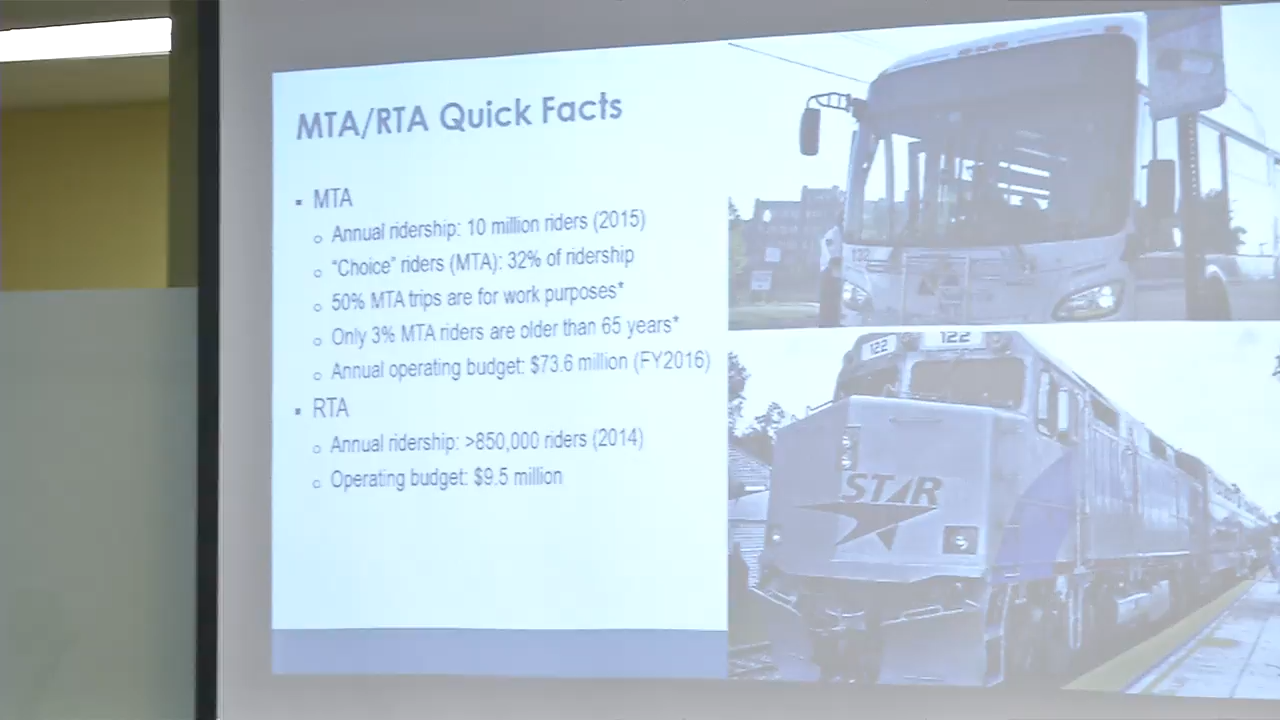 MTA/RTA Quick Facts
▪ MTA
o Annual ridership: 10 million riders (2015)
o "Choice" riders (MTA): 32% of ridership
o 50% MTA trips are for work purposes*
o Only 3% MTA riders are older than 65 years*
o Annual operating budget: $73.6 million (FY2016)
▪ RTA
o Annual ridership: >850,000 riders (2014)
o Operating budget: $9.5 million
132
122 122
STAR